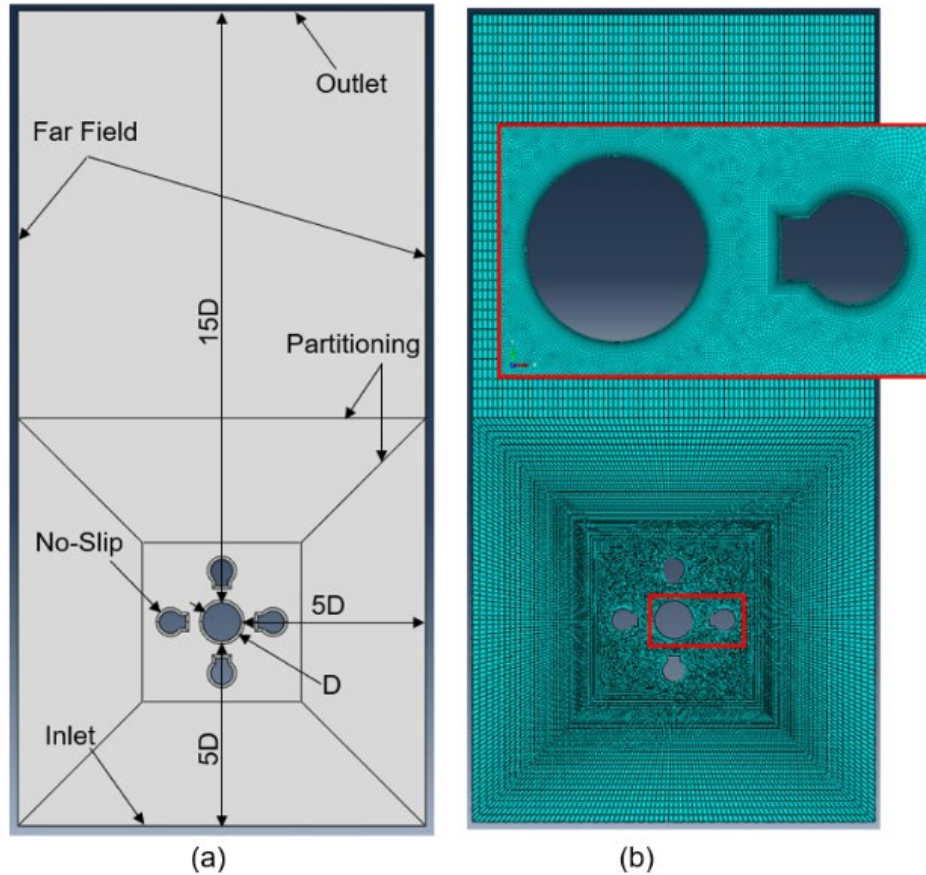 Outlet
Far Field
15D
Partitioning
No-Slip
5D
D
Inlet
5D
(a)
(b)